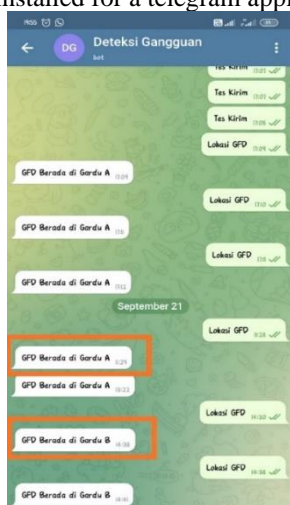 installed for a telegram appl
DG
Deteksi Gangguan
bot
Tes Kirim
Tes Kirim
Tes Kirim
Lokasi GFD
GFD Berada di Gardu A
Lokasi GFD
GFD Berada di Gardu A
Lokasi GFD
GFD Berada di Gardu A
September 21
Lokasi GFD
GFD Berada di Gardu A
GFD Berada di Gardu A
Lokasi GFD
GFD Berada di Gardu B
Lokasi GFD
GFD Berada di Gardu B